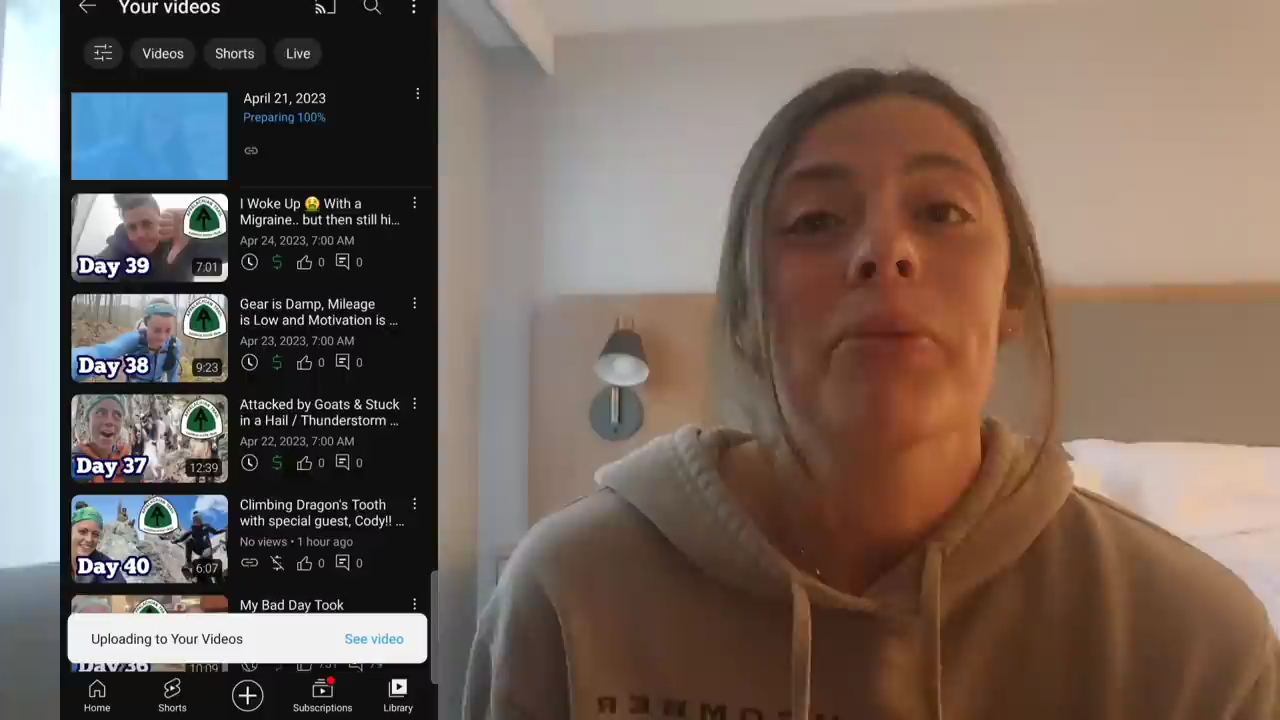 Your videos
Videos
Shorts
Live
April 21, 2023
Preparing 100%
I Woke Up 🤮 With a
Migraine.. but then still hi...
Apr 24, 2023, 7:00 AM
0
0
Day 39
7:01
Gear is Damp, Mileage
is Low and Motivation is ...
Apr 23, 2023, 7:00 AM
0
0
Day 38
9:23
Attacked by Goats & Stuck
in a Hail / Thunderstorm ...
Apr 22, 2023, 7:00 AM
0
0
Day 37
12:39
Climbing Dragon's Tooth
with special guest, Cody!! ...
No views • 1 hour ago
0
0
Day 40
6:07
My Bad Day Took
Uploading to Your Videos
See video
Day 36
10:09
Home
Shorts
Subscriptions
Library